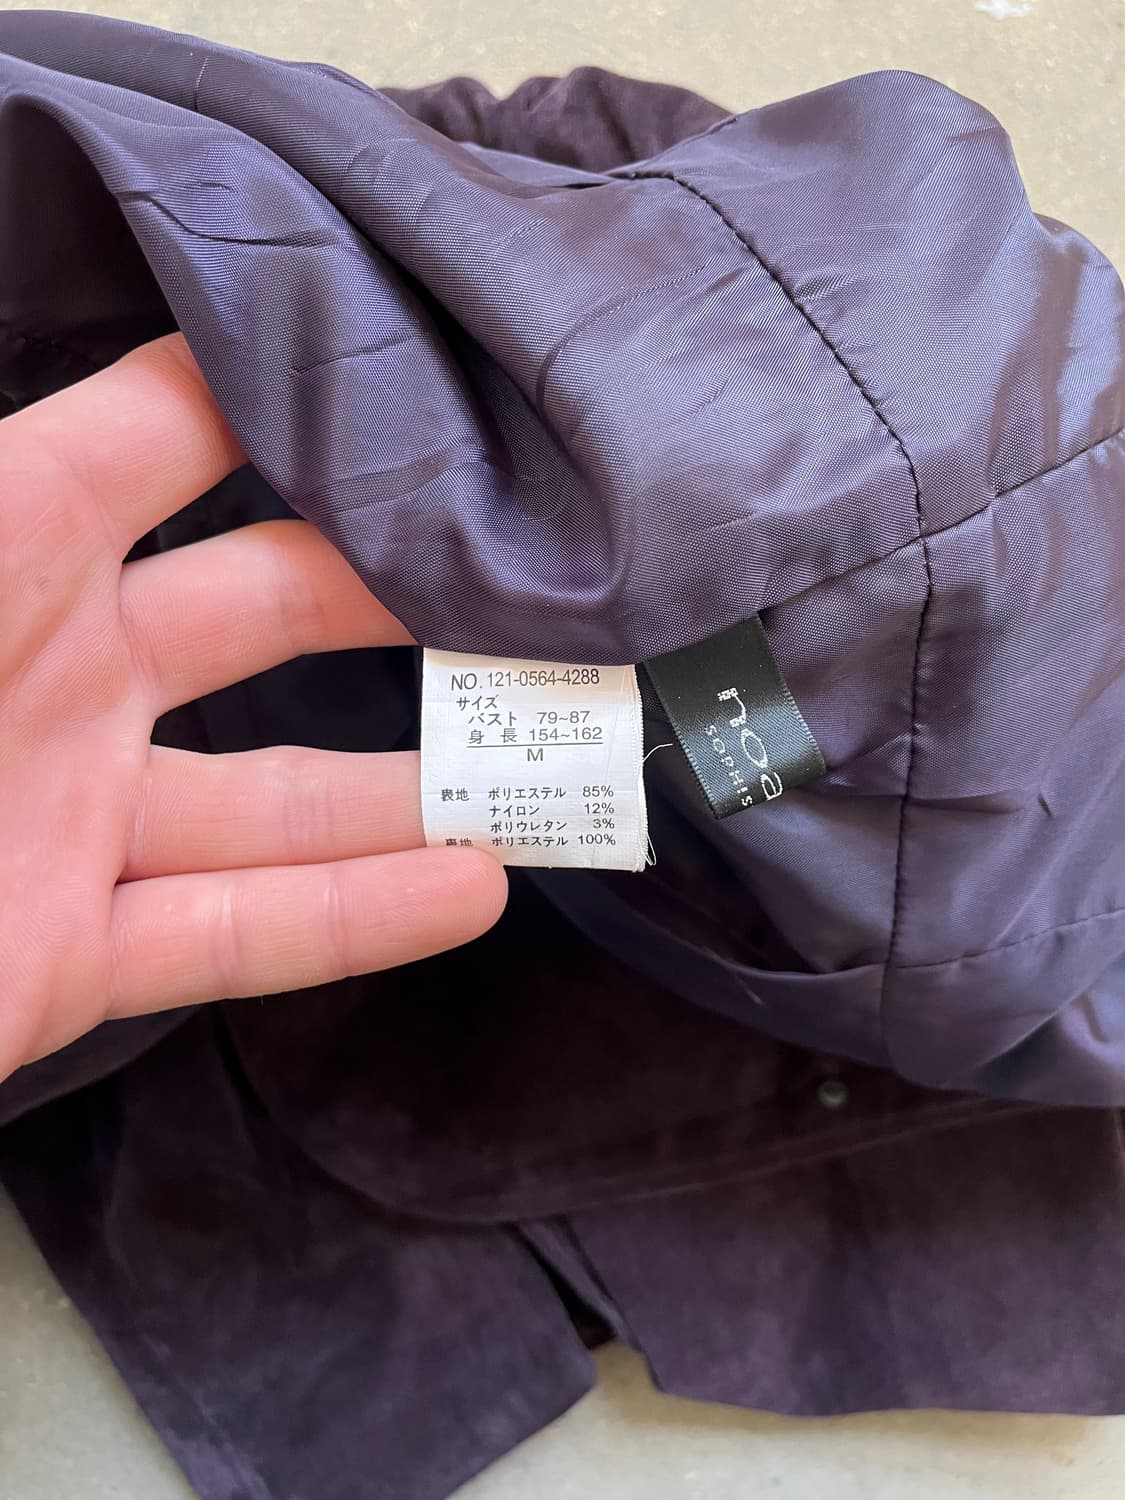 NO. 121-0564-4288
サイズ
バスト 79~87
身長 154~162
M
表地 ポリエステル 85%
ナイロン 12%
ポリウレタン 3%
裏地 ポリエステル 100%
noa
SOPHIS